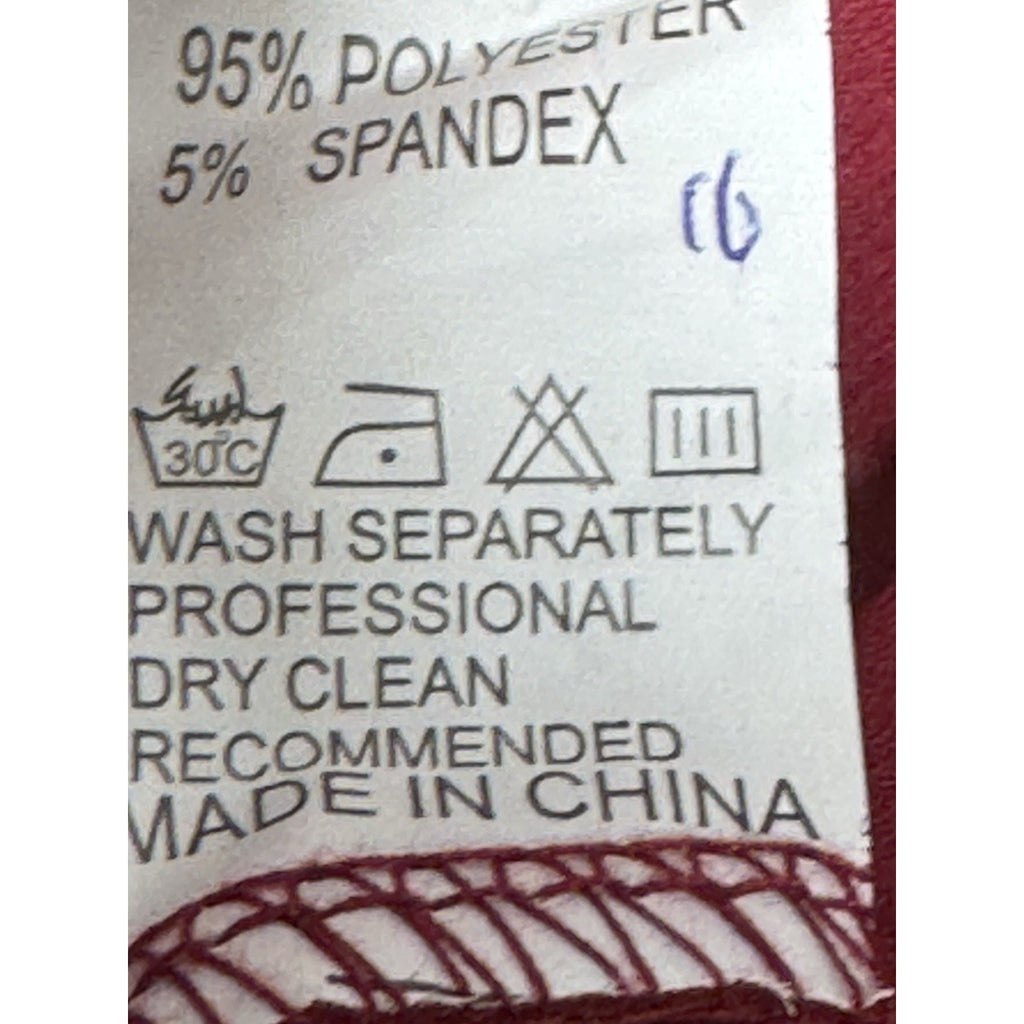 95% POLYESTER
5% SPANDEX
16
30°C
WASH SEPARATELY
PROFESSIONAL
DRY CLEAN
RECOMMENDED
MADE IN CHINA